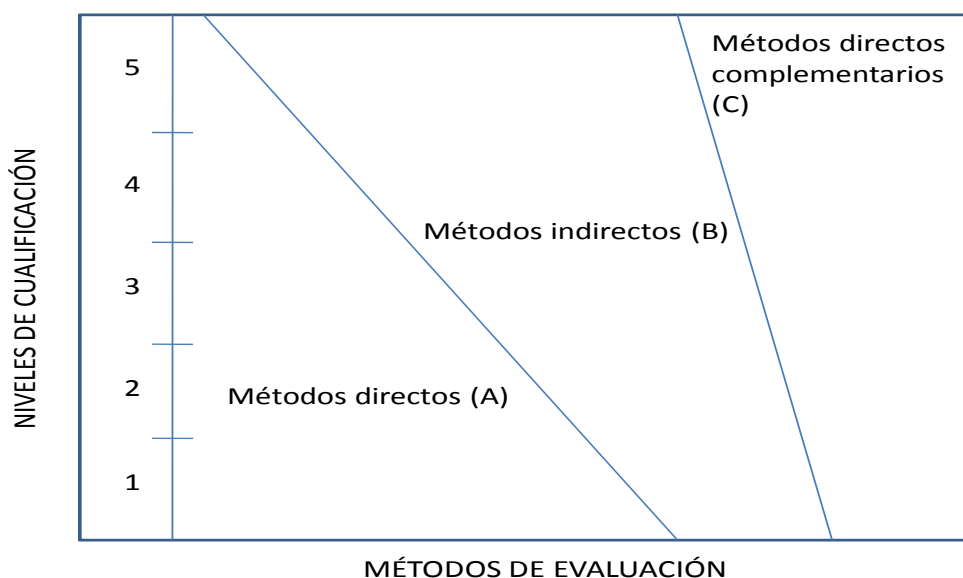 Métodos directos
complementarios
(C)
5
4
Métodos indirectos (B)
3
2
Métodos directos (A)
1
NIVELES DE CUALIFICACIÓN
MÉTODOS DE EVALUACIÓN